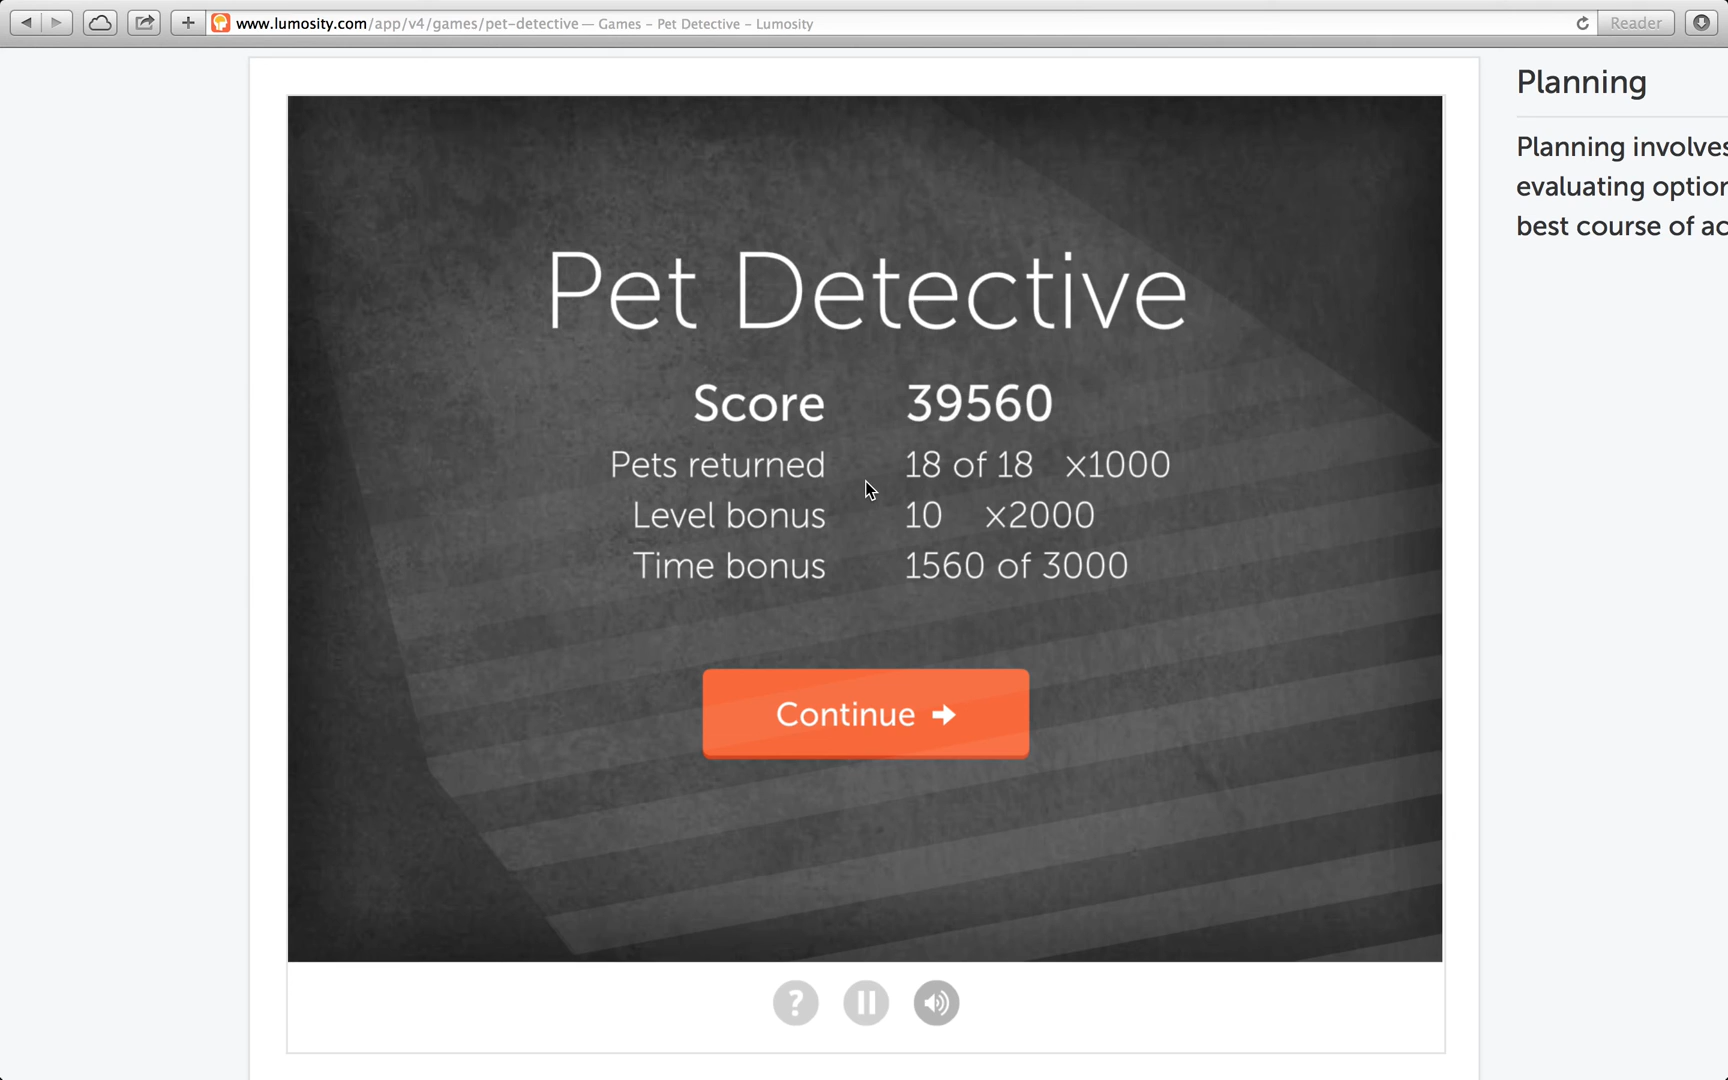 www.lumosity.com/app/v4/games/pet-detective — Games – Pet Detective – Lumosity
Reader
Planning
Planning involves
evaluating option
best course of ac
Pet Detective
Score 39560
Pets returned 18 of 18 x1000
Level bonus 10 x2000
Time bonus 1560 of 3000
Continue
?